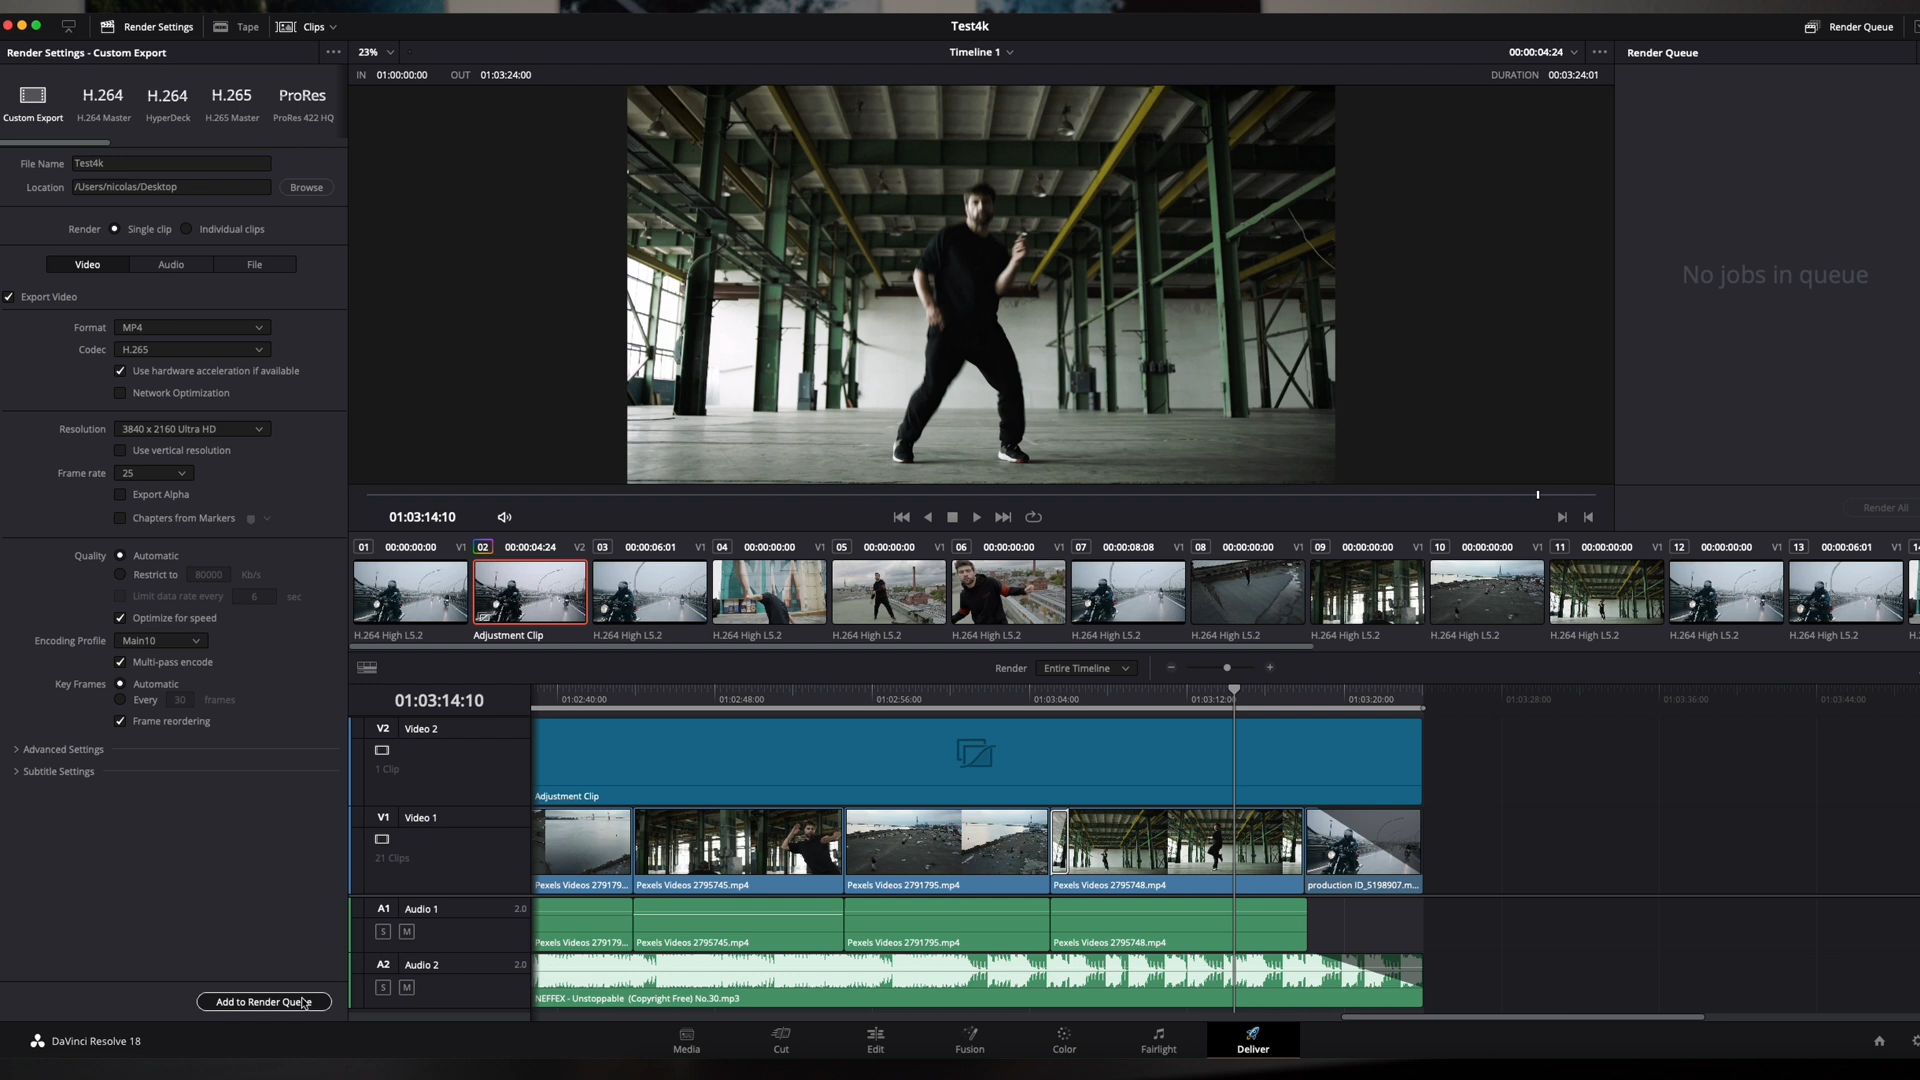 Render Settings
Tape
Clips
Test4k
Render Queue
Render Settings - Custom Export
23%
Timeline 1
00:00:04:24
Render Queue
IN 01:00:00:00 OUT 01:03:24:00
DURATION 00:03:24:01
H.264 H.264 H.265 ProRes
Custom Export H.264 Master HyperDeck H.265 Master ProRes 422 HQ
File Name Test4k
Location /Users/nicolas/Desktop Browse
Render Single clip Individual clips
Video Audio File
Export Video
Format MP4
Codec H.265
Use hardware acceleration if available
Network Optimization
Resolution 3840 x 2160 Ultra HD
Use vertical resolution
Frame rate 25
Export Alpha
Chapters from Markers
Quality Automatic
Restrict to 80000 Kb/s
Limit data rate every 6 sec
Optimize for speed
Encoding Profile Main10
Multi-pass encode
Key Frames Automatic
Every 30 frames
Frame reordering
Advanced Settings
Subtitle Settings
Add to Render Queue
No jobs in queue
Render All
01:03:14:10
01 00:00:00:00 V1 02 00:00:04:24 V2 03 00:00:06:01 V1 04 00:00:00:00 V1 05 00:00:00:00 V1 06 00:00:00:00 V1 07 00:00:08:08 V1 08 00:00:00:00 V1 09 00:00:00:00 V1 10 00:00:00:00 V1 11 00:00:00:00 V1 12 00:00:00:00 V1 13 00:00:06:01 V1
H.264 High L5.2 Adjustment Clip H.264 High L5.2 H.264 High L5.2 H.264 High L5.2 H.264 High L5.2 H.264 High L5.2 H.264 High L5.2 H.264 High L5.2 H.264 High L5.2 H.264 High L5.2 H.264 High L5.2 H.264 High L5.2
Render Entire Timeline
01:03:14:10
01:02:40:00 01:02:48:00 01:02:56:00 01:03:04:00 01:03:12:00 01:03:20:00 01:03:28:00 01:03:36:00 01:03:44:00
V2 Video 2
1 Clip
Adjustment Clip
V1 Video 1
21 Clips
Pexels Videos 279179... Pexels Videos 2795745.mp4 Pexels Videos 2791795.mp4 Pexels Videos 2795748.mp4 production ID_5198907.m...
A1 Audio 1 2.0
S M
Pexels Videos 279179... Pexels Videos 2795745.mp4 Pexels Videos 2791795.mp4 Pexels Videos 2795748.mp4
A2 Audio 2 2.0
S M
NEFFEX - Unstoppable (Copyright Free) No.30.mp3
DaVinci Resolve 18
Media Cut Edit Fusion Color Fairlight Deliver